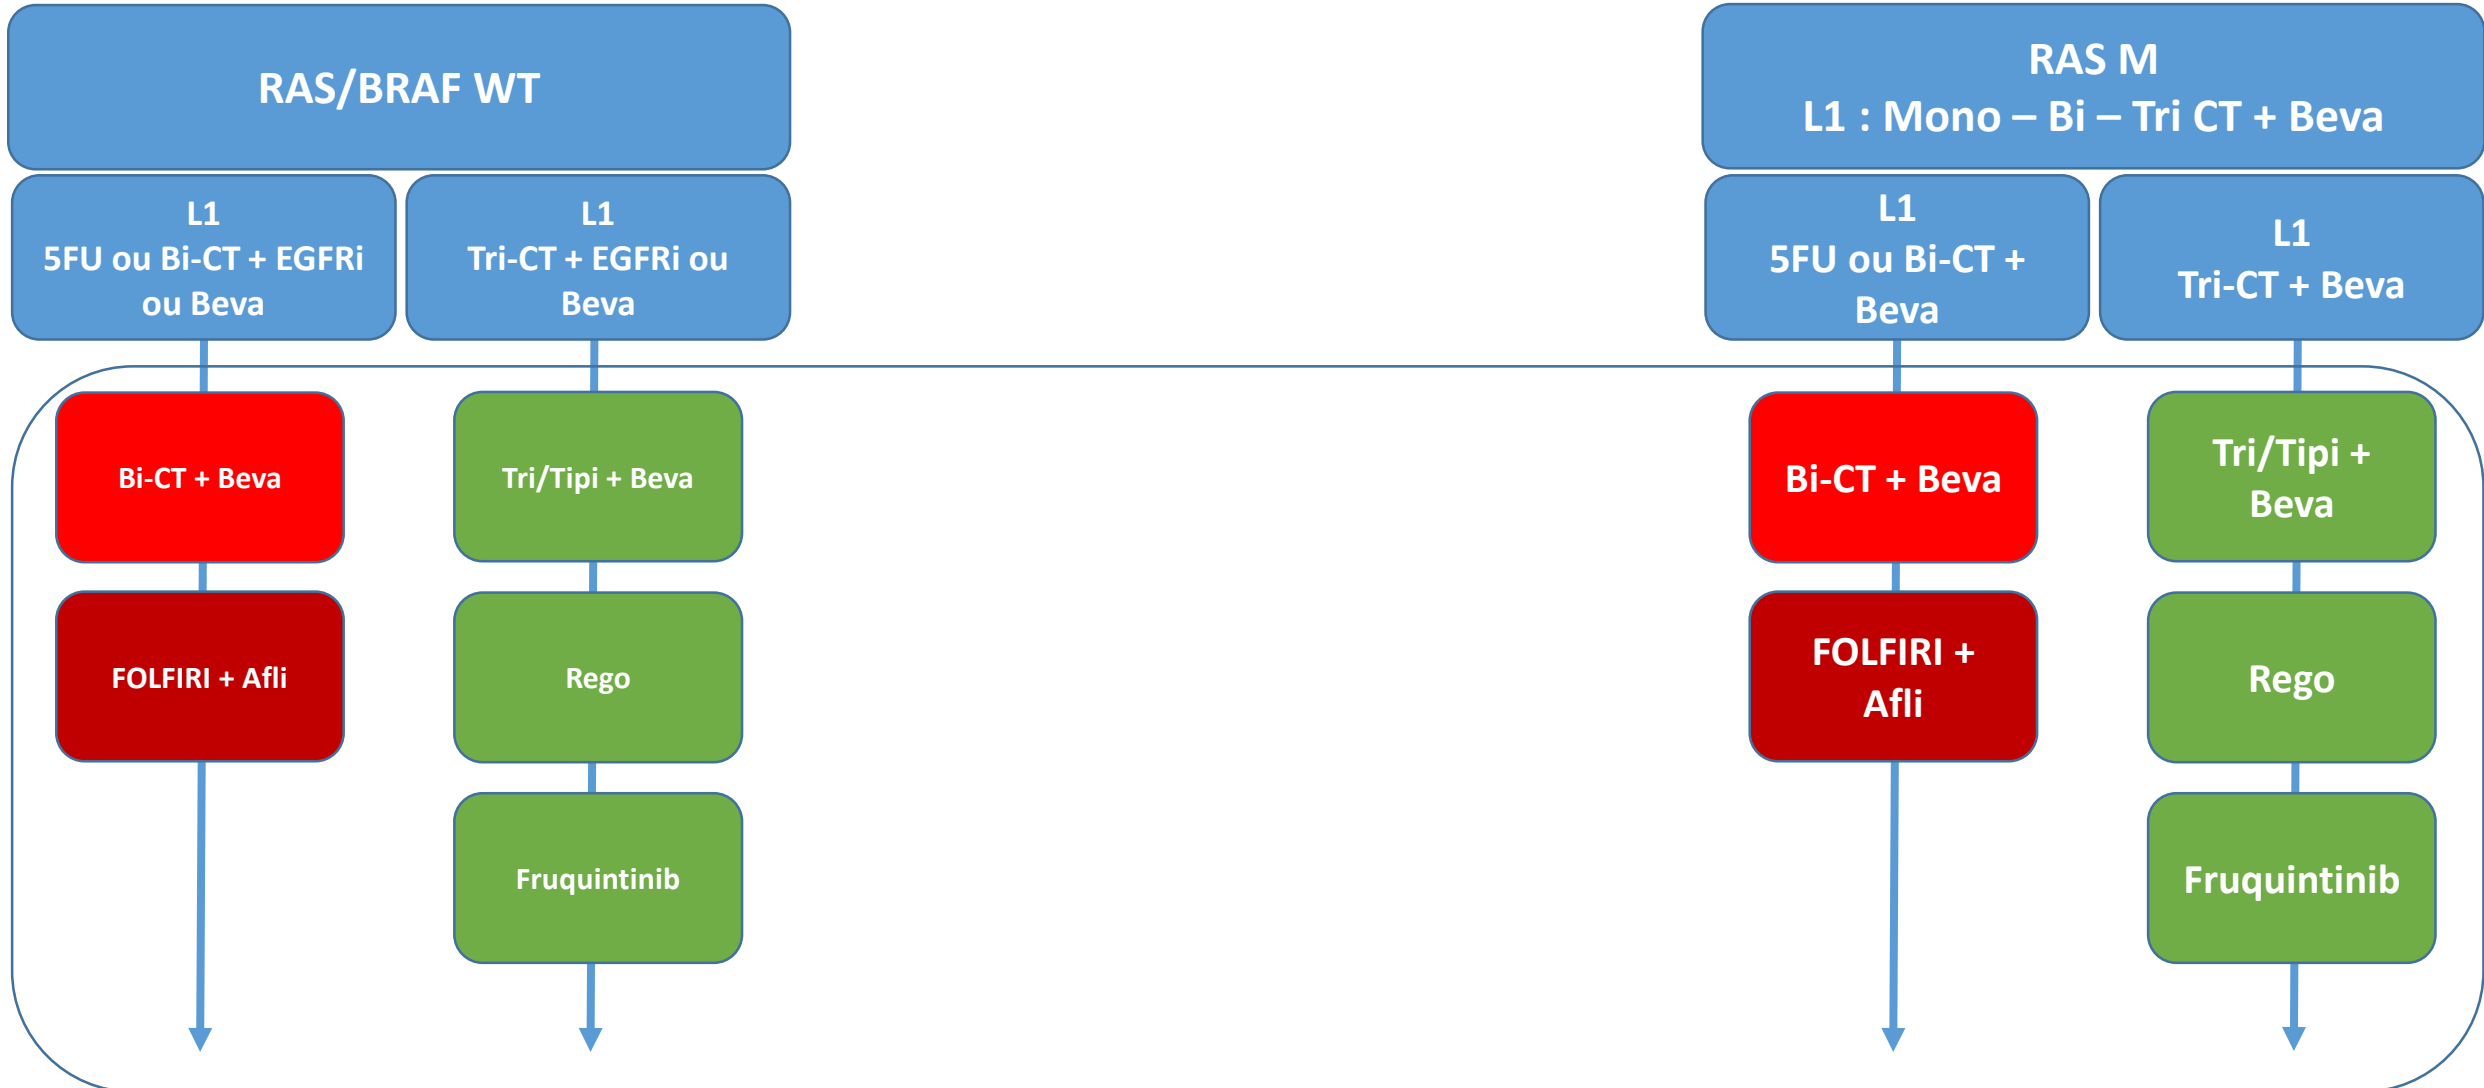 RAS/BRAF WT
RAS M
L1 : Mono – Bi – Tri CT + Beva
L1
5FU ou Bi-CT + EGFRi
ou Beva
L1
Tri-CT + EGFRi ou
Beva
L1
5FU ou Bi-CT +
Beva
L1
Tri-CT + Beva
Bi-CT + Beva
Tri/Tipi + Beva
Bi-CT + Beva
Tri/Tipi +
Beva
FOLFIRI + Afli
Rego
FOLFIRI +
Afli
Rego
Fruquintinib
Fruquintinib